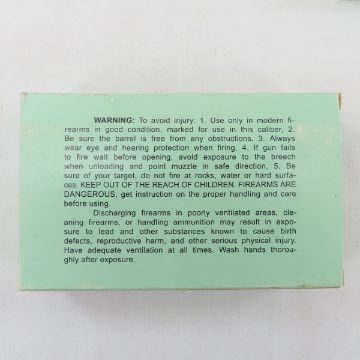 WARNING: To avoid injury: 1. Use only in modern fi-
rearms in good condition, marked for use in this caliber, 2.
Be sure the barrel is free from any obstructions, 3. Always
wear eye and hearing protection when firing, 4. If gun fails
to fire wait before opening, avoid exposure to the breech
when unloading and point muzzle in safe direction, 5. Be
sure of your target, do not fire at rocks, water or hard surfa-
ces. KEEP OUT OF THE REACH OF CHILDREN. FIREARMS ARE
DANGEROUS, get instruction on the proper handling and care
before using.
Discharging firearms in poorly ventilated areas, cle-
aning firearms, or handling ammunition may result in expo-
sure to lead and other substances known to cause birth
defects, reproductive harm, and other serious physical injury.
Have adequate ventilation at all times. Wash hands thorou-
ghly after exposure.